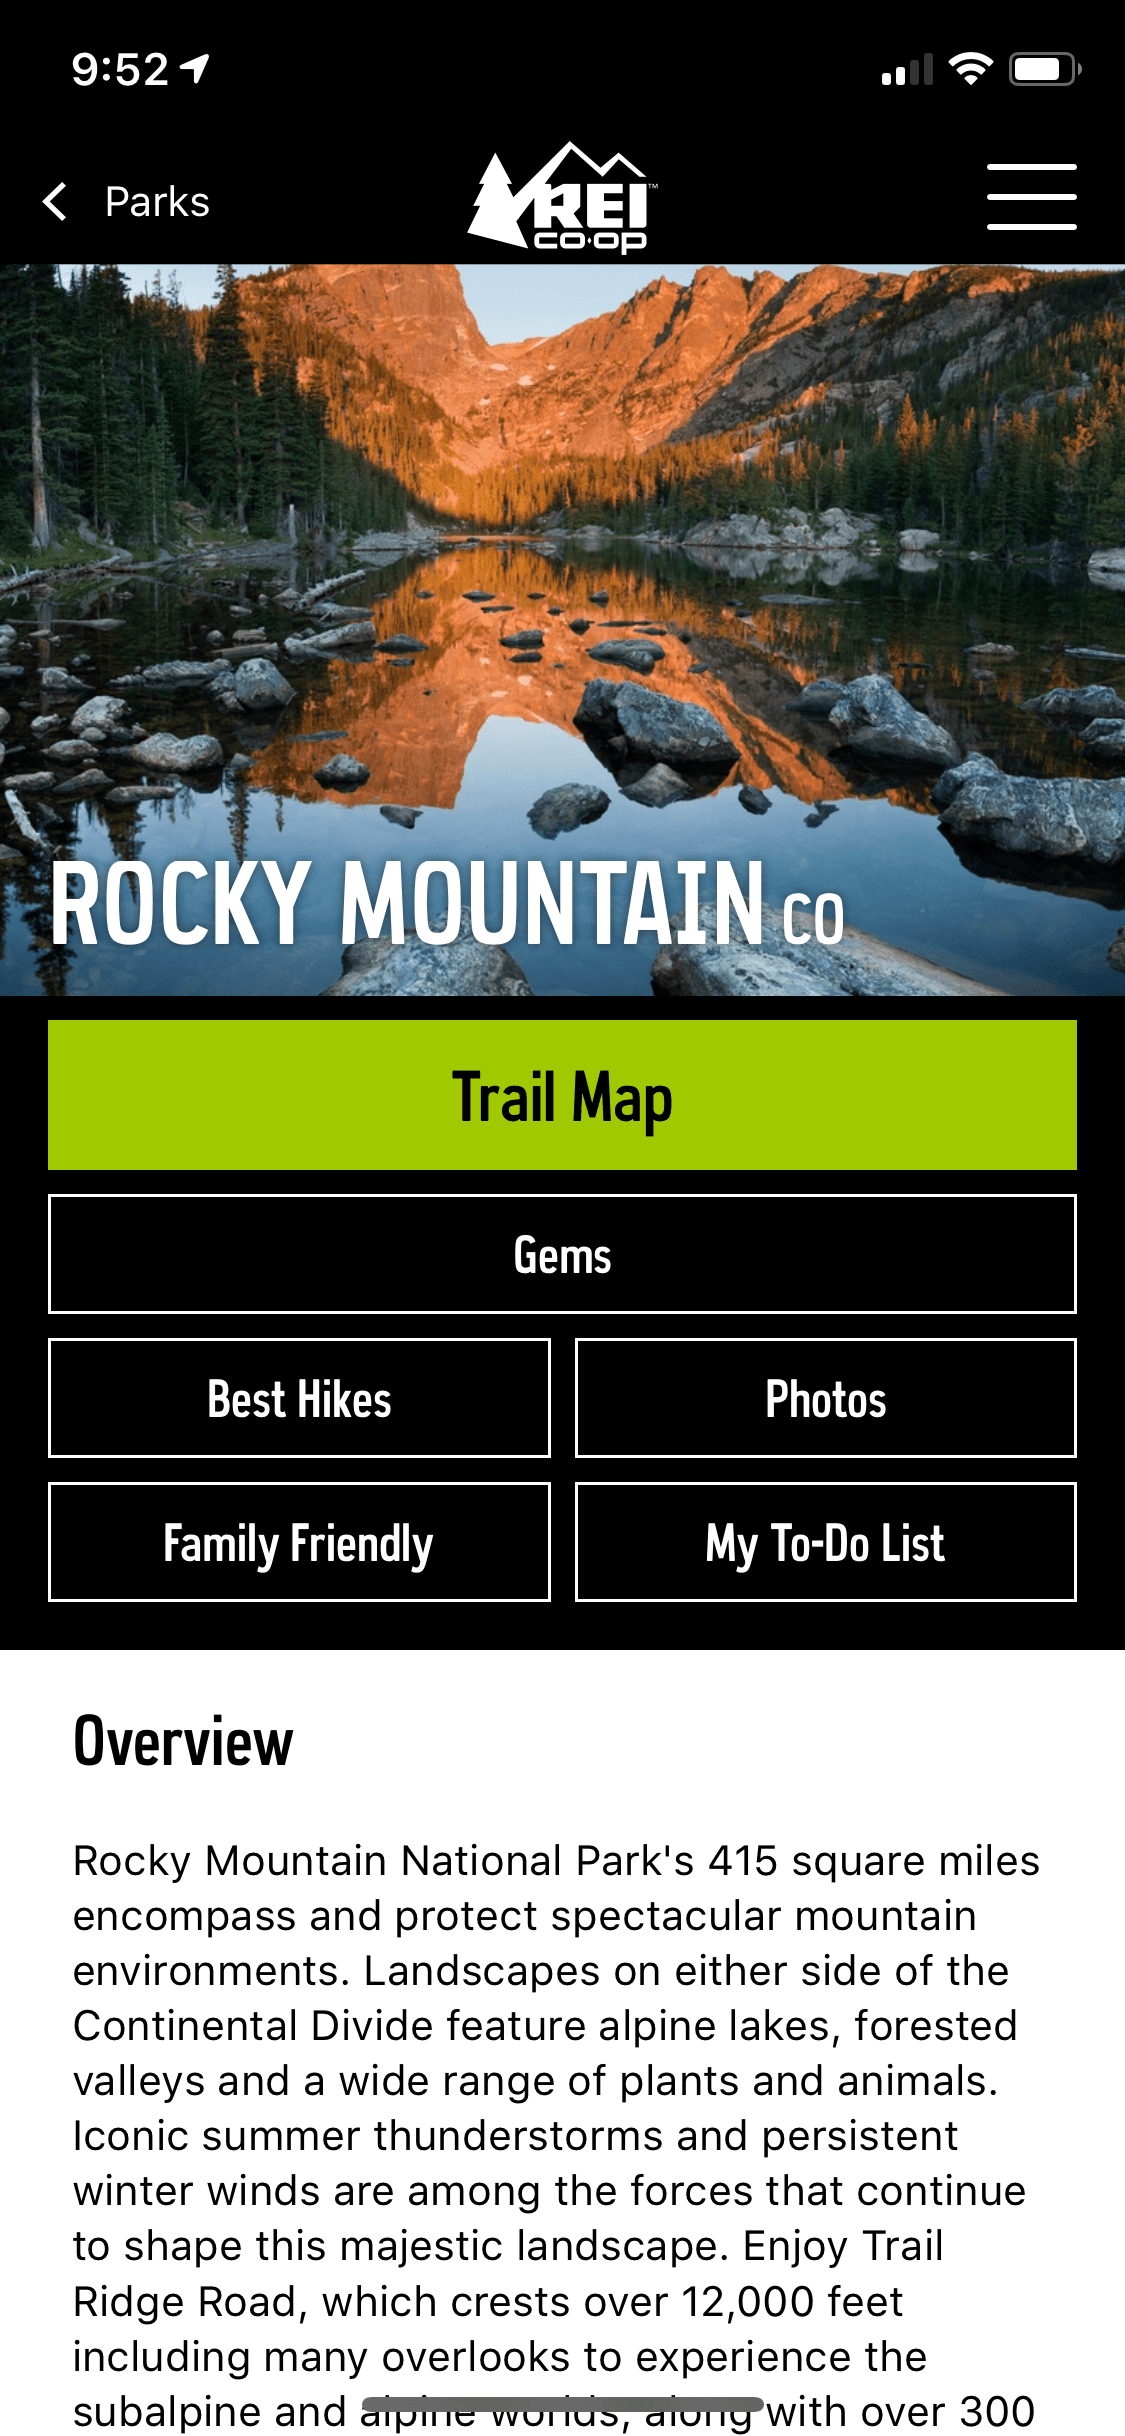 9:52
Parks
REI™
CO·OP
ROCKY MOUNTAIN CO
Trail Map
Gems
Best Hikes
Photos
Family Friendly
My To-Do List
Overview
Rocky Mountain National Park's 415 square miles
encompass and protect spectacular mountain
environments. Landscapes on either side of the
Continental Divide feature alpine lakes, forested
valleys and a wide range of plants and animals.
Iconic summer thunderstorms and persistent
winter winds are among the forces that continue
to shape this majestic landscape. Enjoy Trail
Ridge Road, which crests over 12,000 feet
including many overlooks to experience the
subalpine and alpine worlds, along with over 300